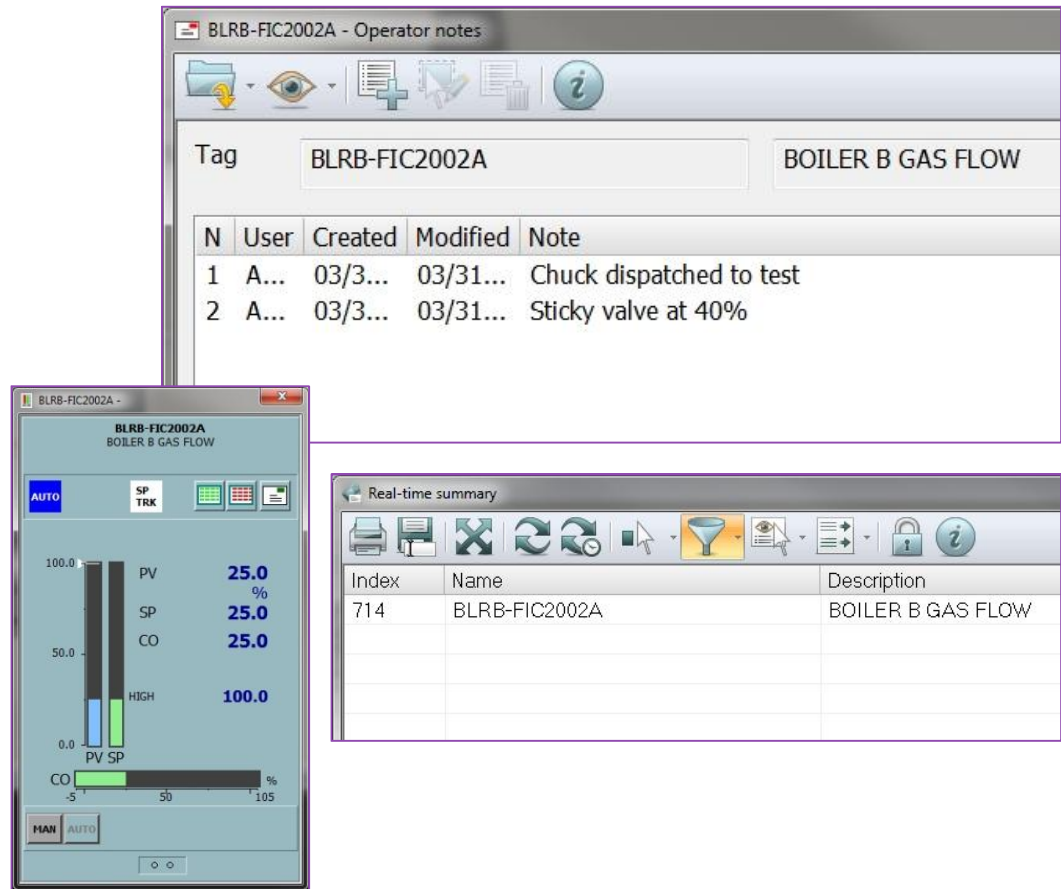 BLRB-FIC2002A - Operator notes
Tag BLRB-FIC2002A BOILER B GAS FLOW
N User Created Modified Note
1 A... 03/3... 03/31... Chuck dispatched to test
2 A... 03/3... 03/31... Sticky valve at 40%
BLRB-FIC2002A -
BLRB-FIC2002A
BOILER B GAS FLOW
AUTO SP TRK
100.0
PV 25.0
%
SP 25.0
CO 25.0
50.0
HIGH 100.0
0.0
PV SP
CO %
-5 50 105
MAN AUTO
Real-time summary
Index Name Description
714 BLRB-FIC2002A BOILER B GAS FLOW